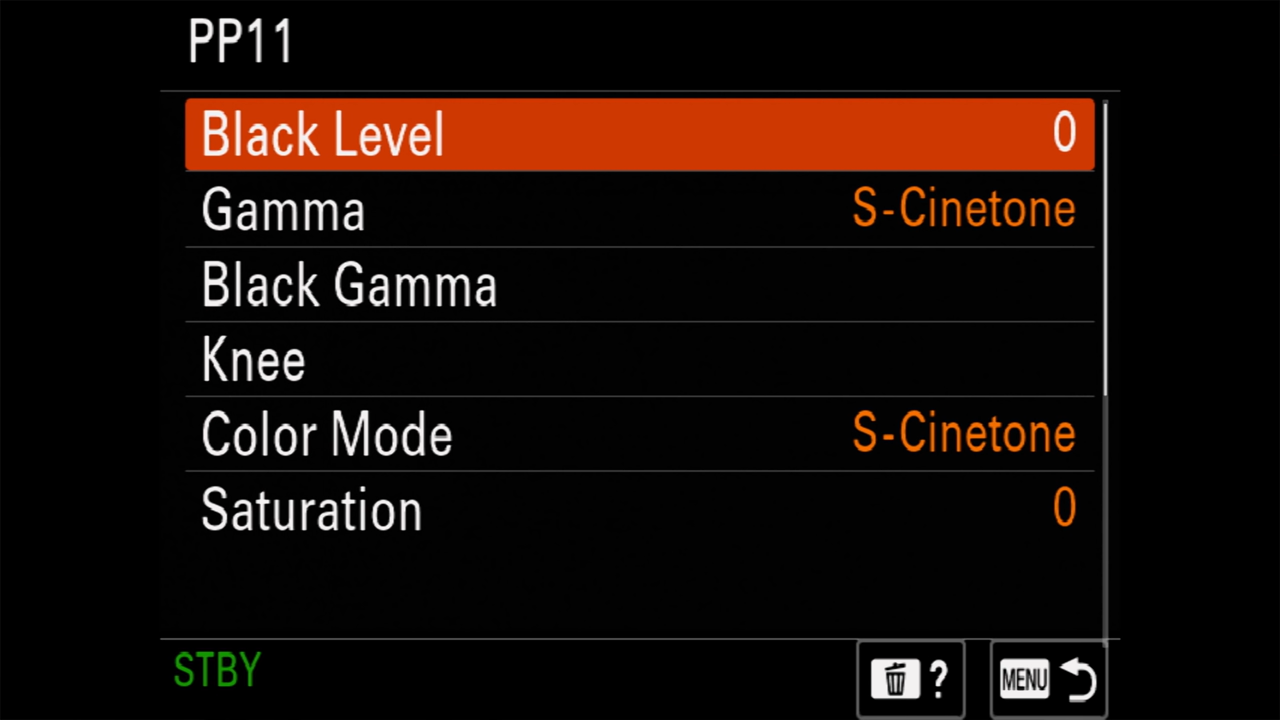 PP11
Black Level 0
Gamma S-Cinetone
Black Gamma
Knee
Color Mode S-Cinetone
Saturation 0
STBY ? MENU